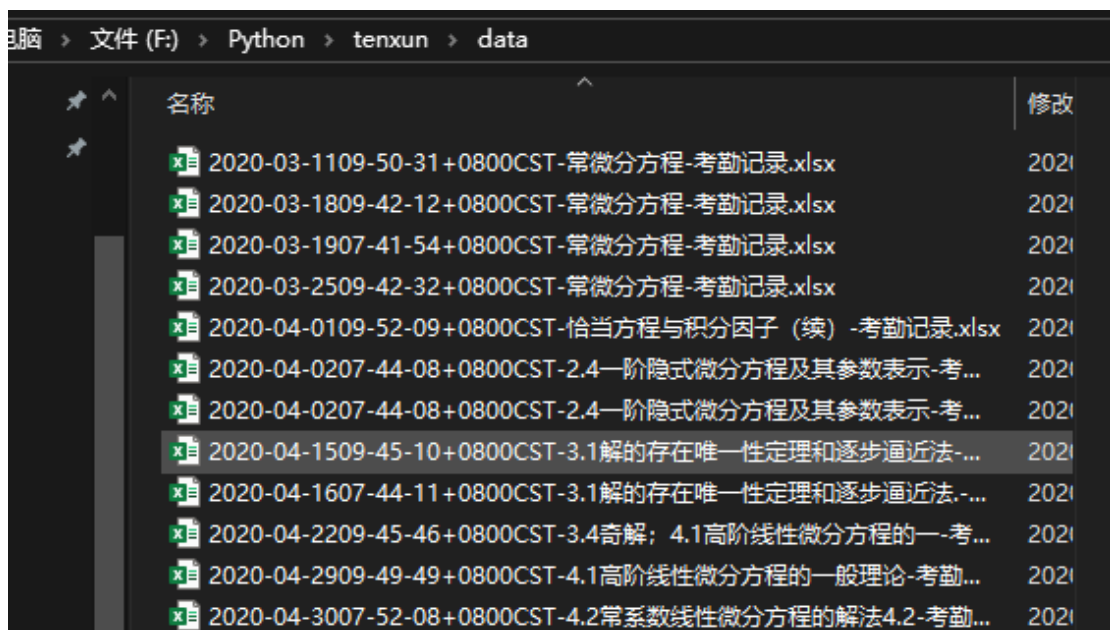 电脑 > 文件 (F:) > Python > tenxun > data
名称 修改
2020-03-1109-50-31+0800CST-常微分方程-考勤记录.xlsx 202
2020-03-1809-42-12+0800CST-常微分方程-考勤记录.xlsx 202
2020-03-1907-41-54+0800CST-常微分方程-考勤记录.xlsx 202
2020-03-2509-42-32+0800CST-常微分方程-考勤记录.xlsx 202
2020-04-0109-52-09+0800CST-恰当方程与积分因子（续）-考勤记录.xlsx 202
2020-04-0207-44-08+0800CST-2.4一阶隐式微分方程及其参数表示-考... 202
2020-04-0207-44-08+0800CST-2.4一阶隐式微分方程及其参数表示-考... 202
2020-04-1509-45-10+0800CST-3.1解的存在唯一性定理和逐步逼近法-... 202
2020-04-1607-44-11+0800CST-3.1解的存在唯一性定理和逐步逼近法.-... 202
2020-04-2209-45-46+0800CST-3.4奇解；4.1高阶线性微分方程的一-考... 202
2020-04-2909-49-49+0800CST-4.1高阶线性微分方程的一般理论-考勤... 202
2020-04-3007-52-08+0800CST-4.2常系数线性微分方程的解法4.2-考勤... 202